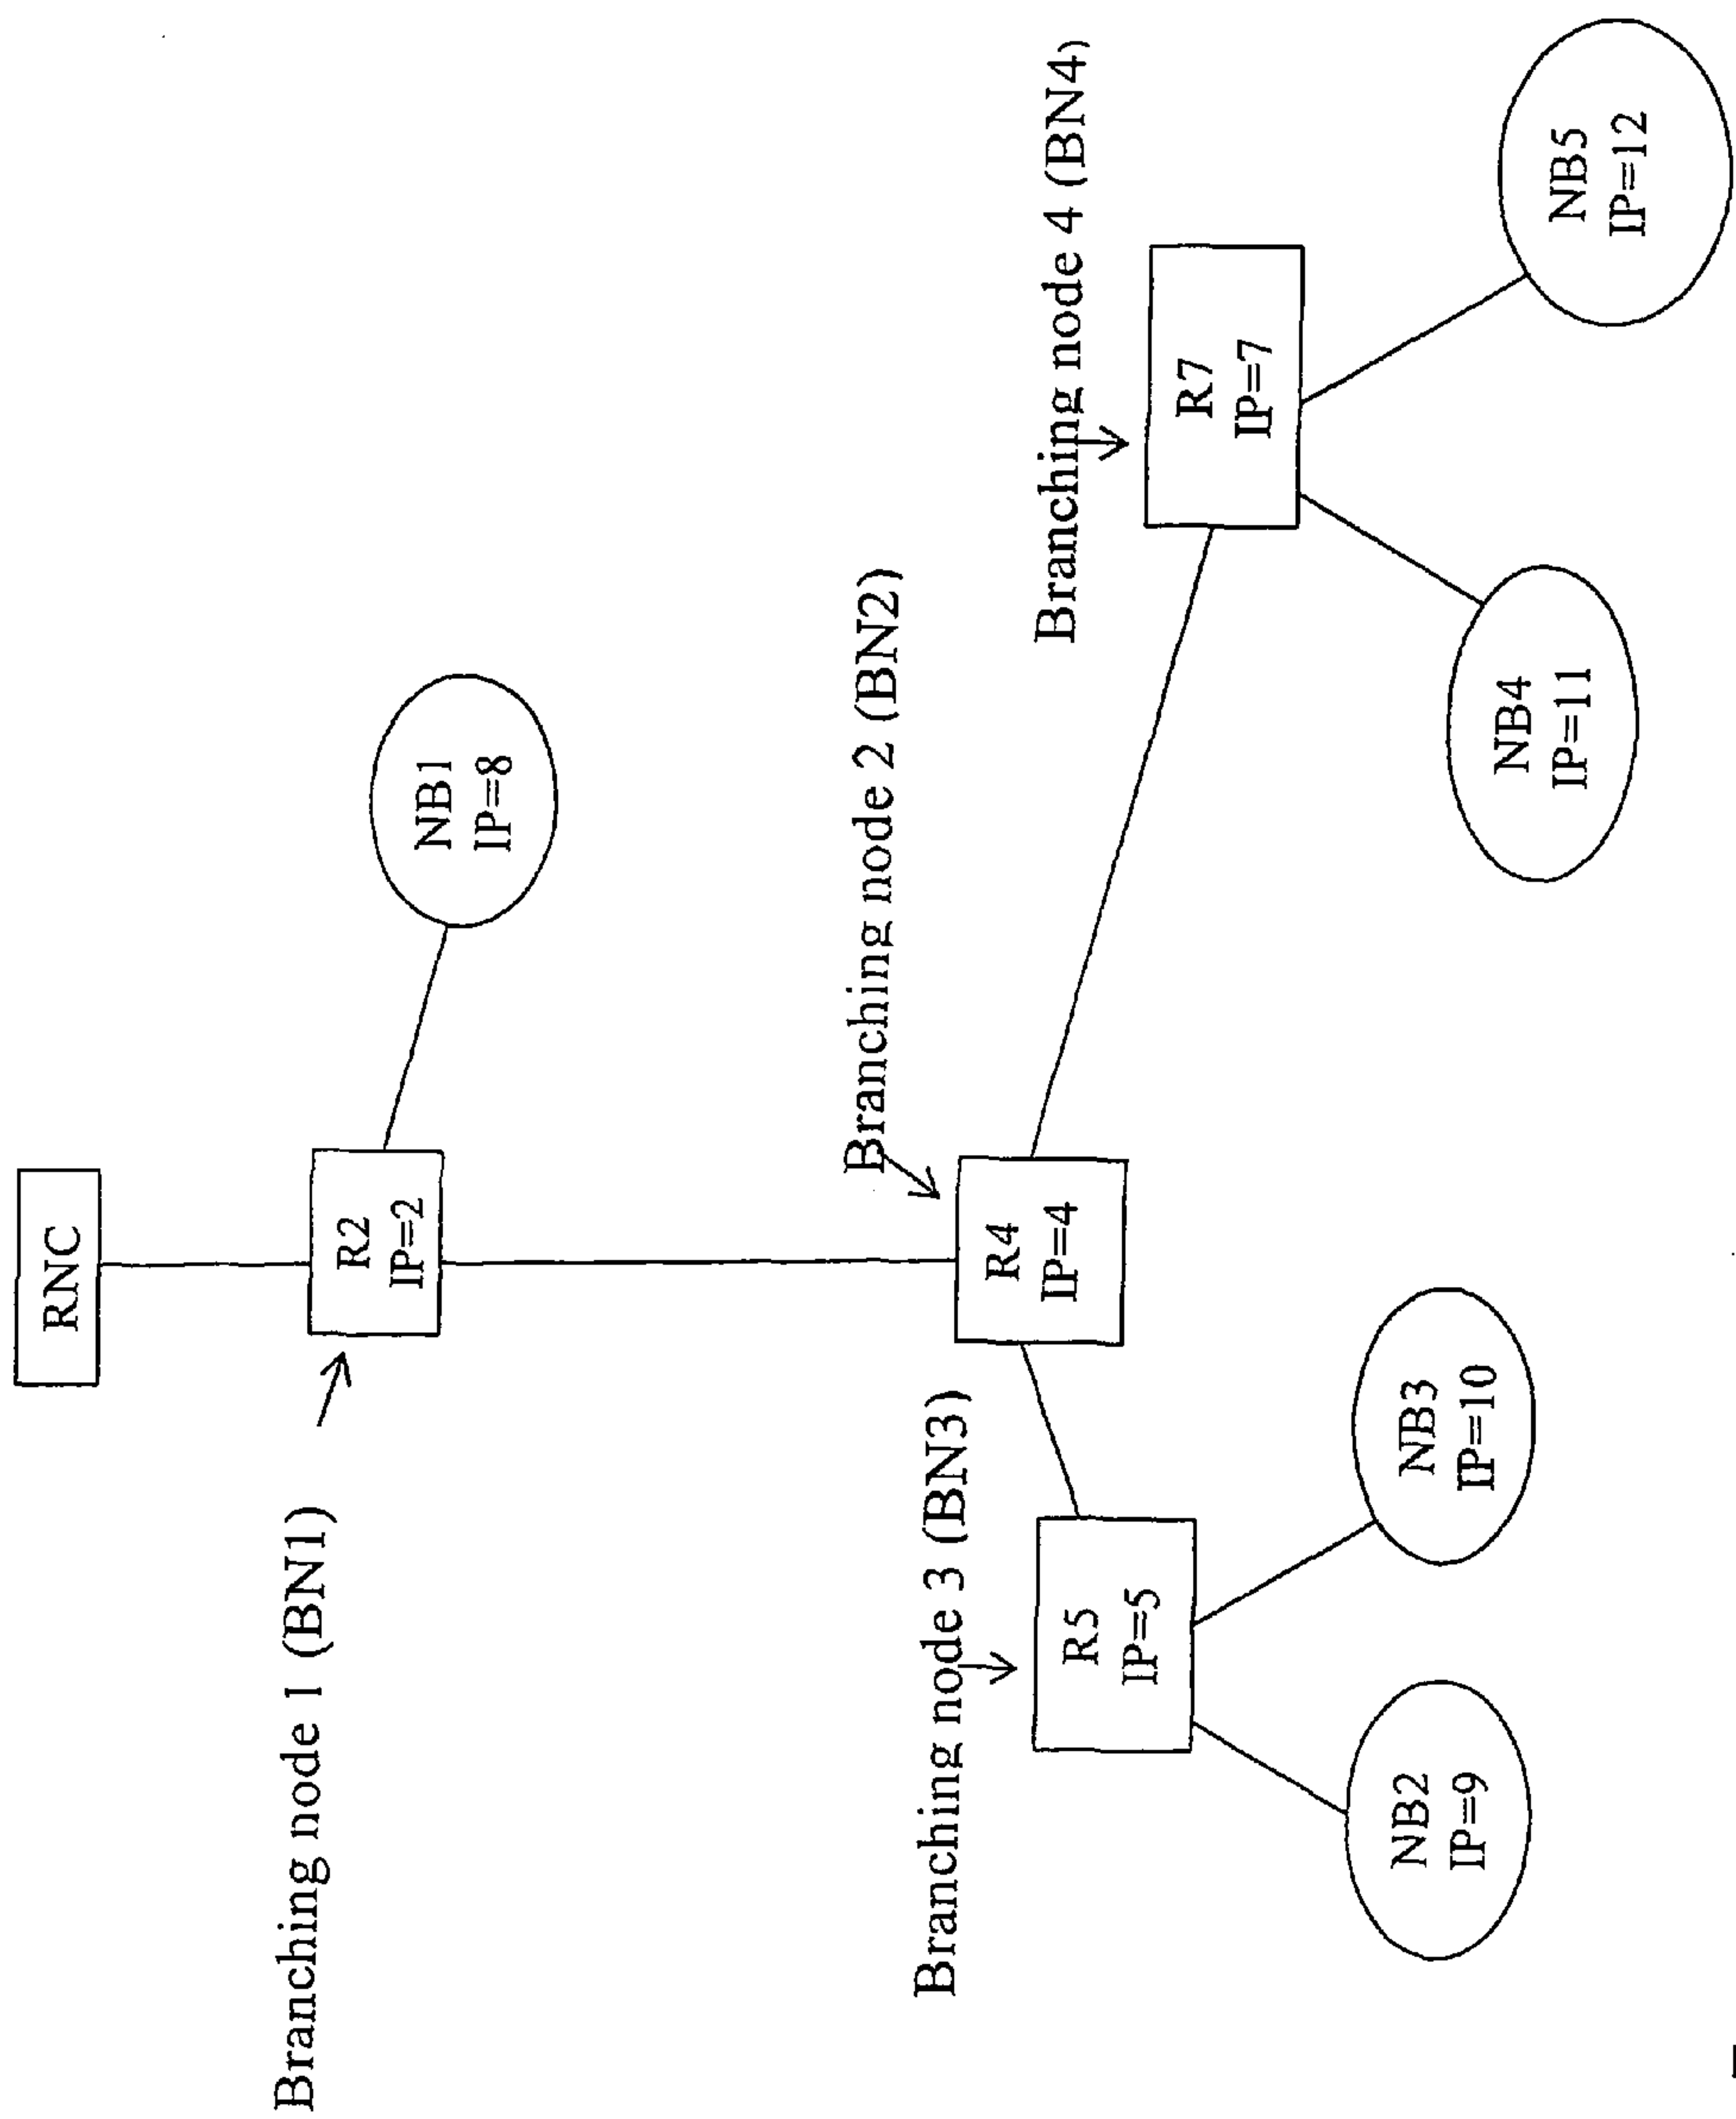 RNC
Branching node 1 (BN1)
R2
IP=2
NB1
IP=8
Branching node 2 (BN2)
R4
IP=4
Branching node 3 (BN3)
R5
IP=5
Branching node 4 (BN4)
R7
IP=7
NB2
IP=9
NB3
IP=10
NB4
IP=11
NB5
IP=12